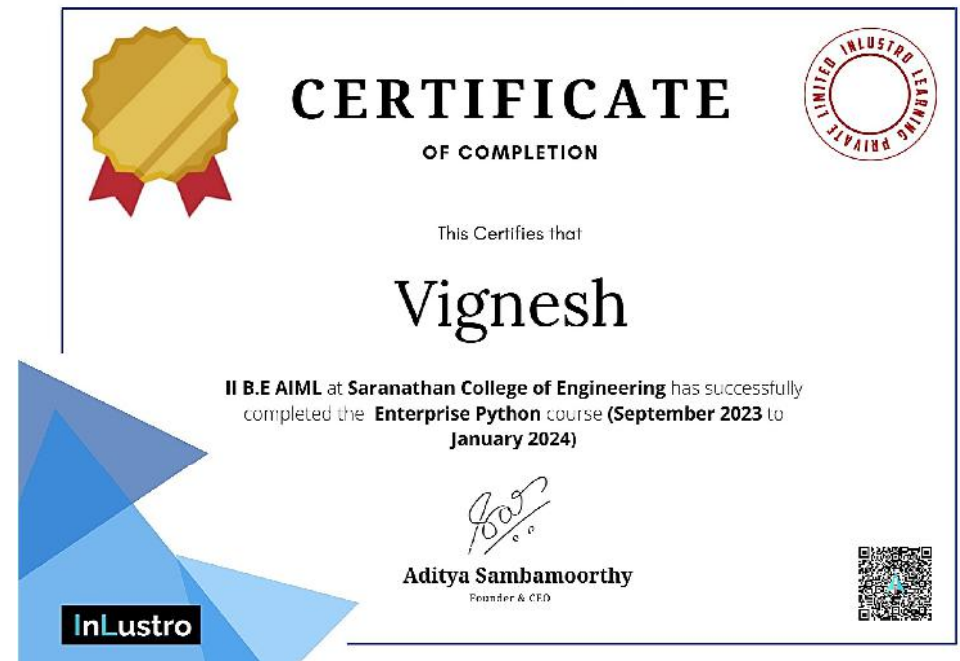 CERTIFICATE
OF COMPLETION
INLUSTRO LEARNING PRIVATE LIMITED
This Certifies that
Vignesh
II B.E AIML at Saranathan College of Engineering has successfully
completed the Enterprise Python course (September 2023 to
January 2024)
Aditya Sambamoorthy
Founder & CEO
InLustro